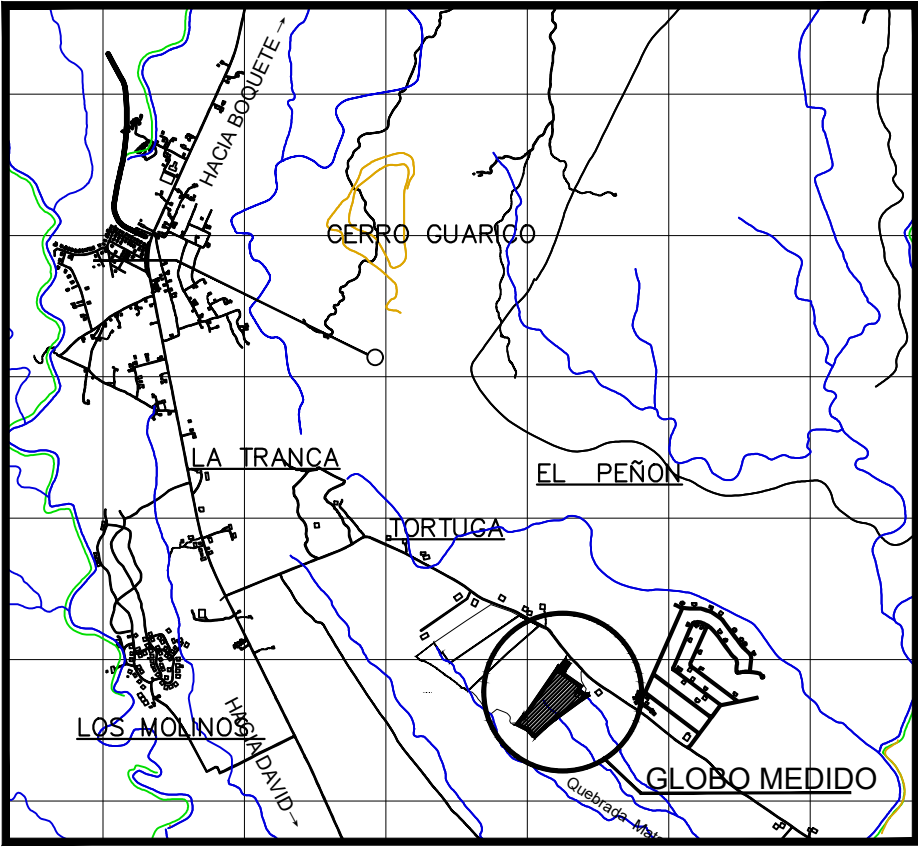 HACIA BOQUETE →
CERRO GUARICO
LA TRANCA
EL PEÑON
TORTUGA
LOS MOLINOS
HACIA DAVID →
GLOBO MEDIDO
Quebrada